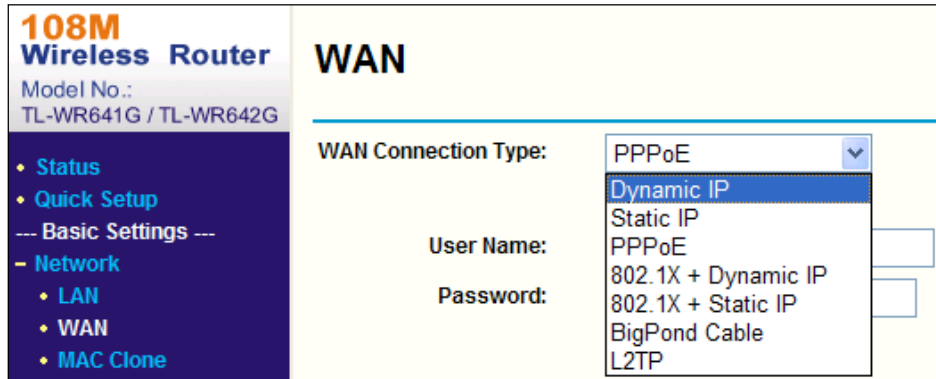 108M
Wireless Router
Model No.:
TL-WR641G / TL-WR642G
• Status
• Quick Setup
--- Basic Settings ---
– Network
• LAN
• WAN
• MAC Clone
WAN
WAN Connection Type:
PPPoE
Dynamic IP
Static IP
PPPoE
802.1X + Dynamic IP
802.1X + Static IP
BigPond Cable
L2TP
User Name:
Password: